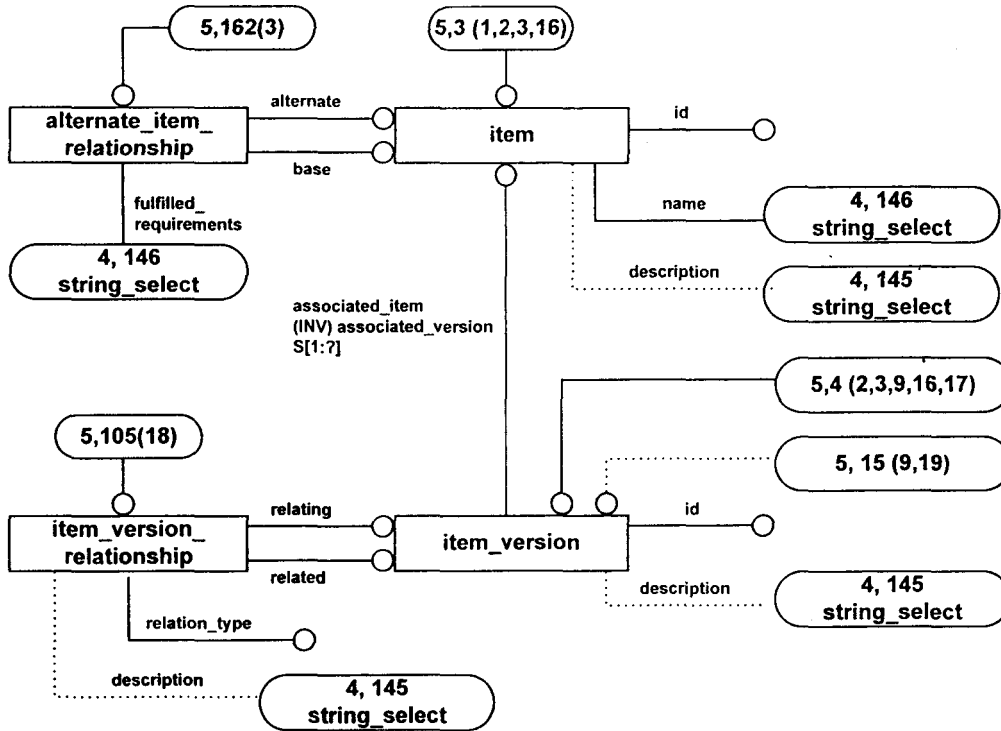 5,162(3)
5,3 (1,2,3,16)
alternate_item_
relationship
alternate
base
item
id
fulfilled_
requirements
4, 146
string_select
name
4, 146
string_select
description
4, 145
string_select
associated_item
(INV) associated_version
S[1:?]
5,4 (2,3,9,16,17)
5,105(18)
5, 15 (9,19)
item_version_
relationship
relating
related
item_version
id
description
4, 145
string_select
relation_type
description
4, 145
string_select